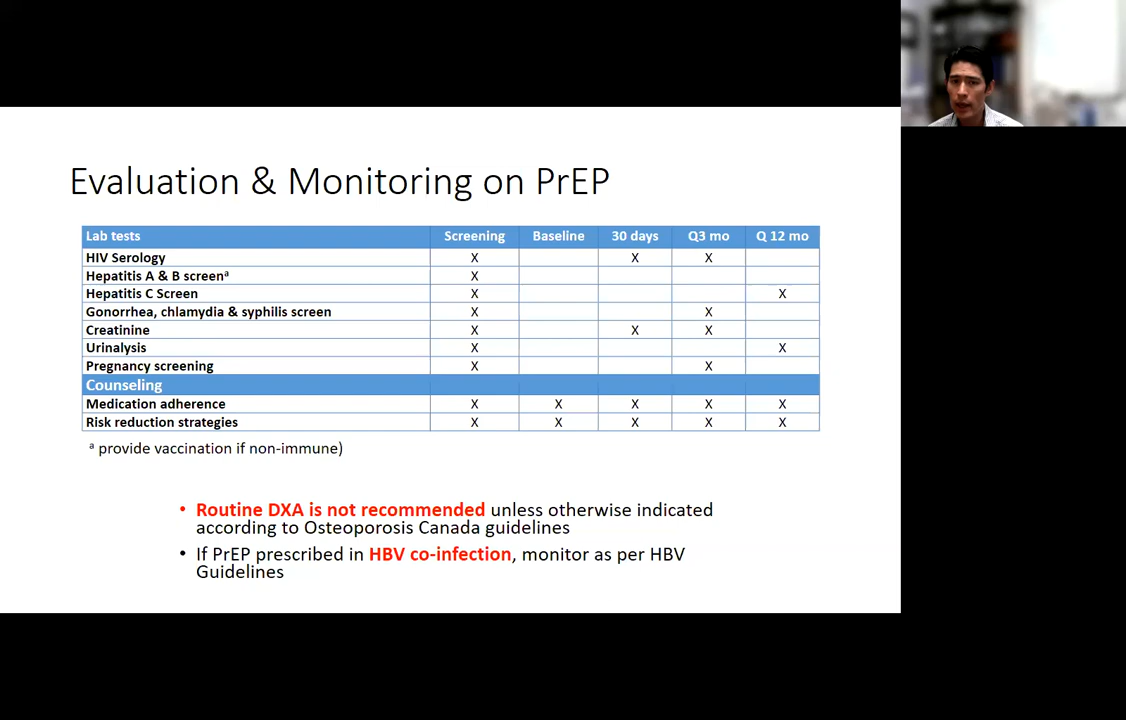 Evaluation & Monitoring on PrEP
Lab tests Screening Baseline 30 days Q3 mo Q 12 mo
HIV Serology X X X
Hepatitis A & B screenᵃ X
Hepatitis C Screen X X
Gonorrhea, chlamydia & syphilis screen X X
Creatinine X X X
Urinalysis X X
Pregnancy screening X X
Counseling
Medication adherence X X X X X
Risk reduction strategies X X X X X
ᵃ provide vaccination if non-immune)
• Routine DXA is not recommended unless otherwise indicated
according to Osteoporosis Canada guidelines
• If PrEP prescribed in HBV co-infection, monitor as per HBV
Guidelines